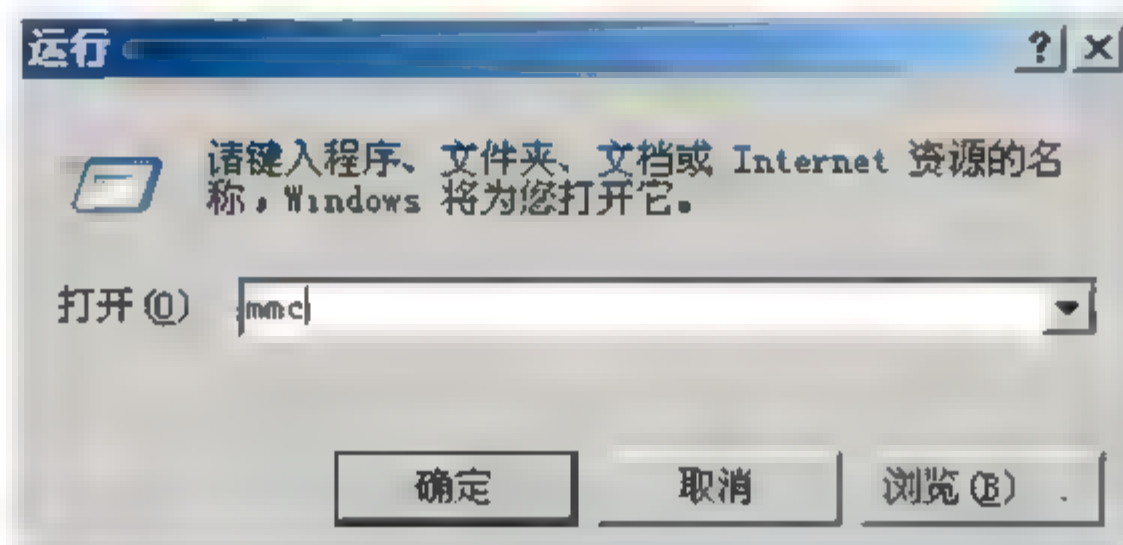 运行
请键入程序、文件夹、文档或 Internet 资源的名
称，Windows 将为您打开它。
打开(O) mmc
确定 取消 浏览(B)